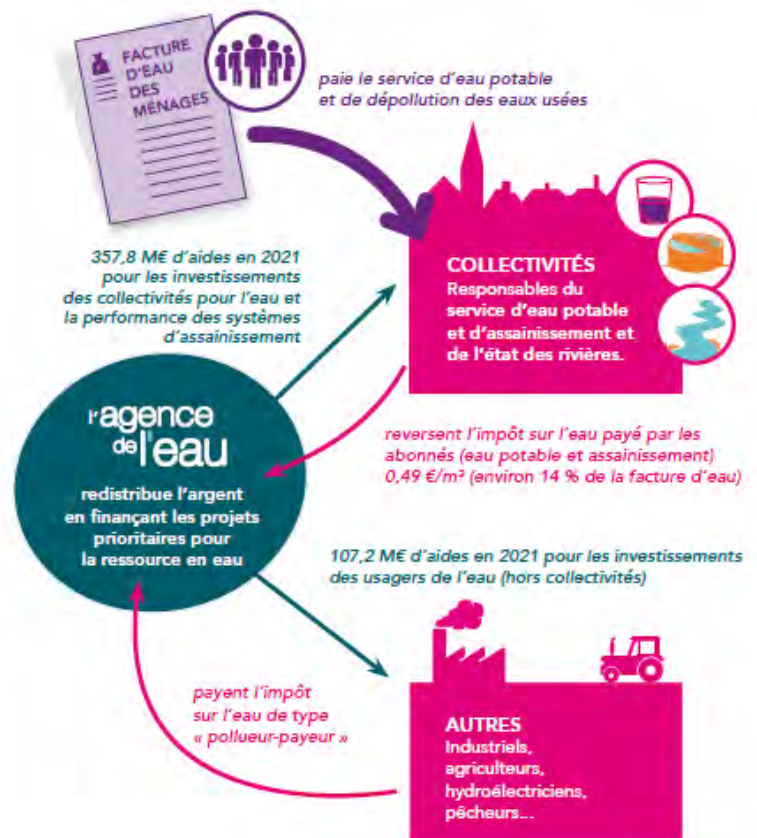 FACTURE
D'EAU
DES
MÉNAGES
paie le service d'eau potable
et de dépollution des eaux usées
357,8 M€ d'aides en 2021
pour les investissements
des collectivités pour l'eau et
la performance des systèmes
d'assainissement
COLLECTIVITÉS
Responsables du
service d'eau potable
et d'assainissement et
de l'état des rivières.
l'agence
de l'eau
redistribue l'argent
en finançant les projets
prioritaires pour
la ressource en eau
reversent l'impôt sur l'eau payé par les
abonnés (eau potable et assainissement)
0,49 €/m³ (environ 14 % de la facture d'eau)
107,2 M€ d'aides en 2021 pour les investissements
des usagers de l'eau (hors collectivités)
payent l'impôt
sur l'eau de type
« pollueur-payeur »
AUTRES
Industriels,
agriculteurs,
hydroélectriciens,
pêcheurs...